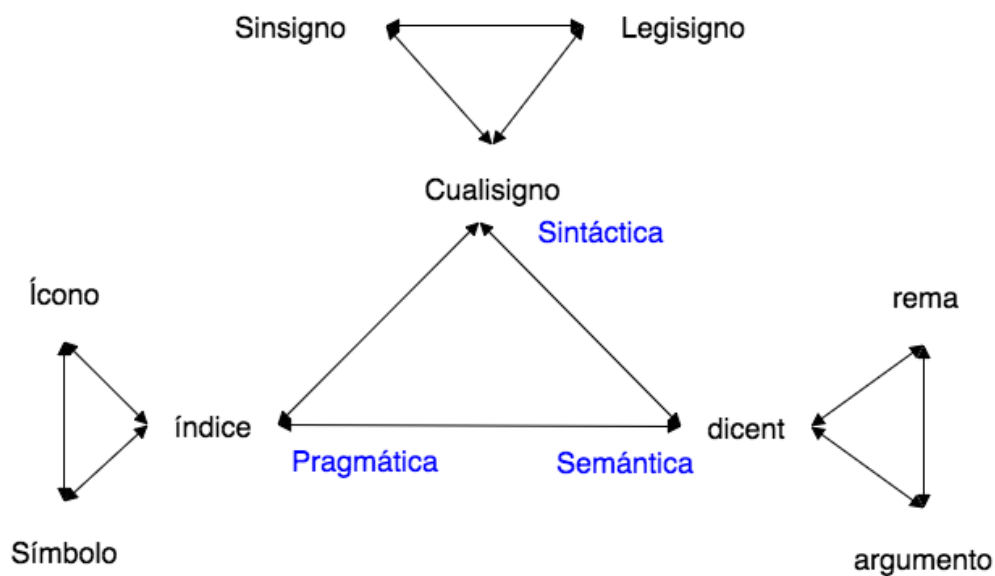 Sinsigno
Legisigno
Cualisigno
Sintáctica
Ícono
rema
índice
dicent
Pragmática
Semántica
Símbolo
argumento